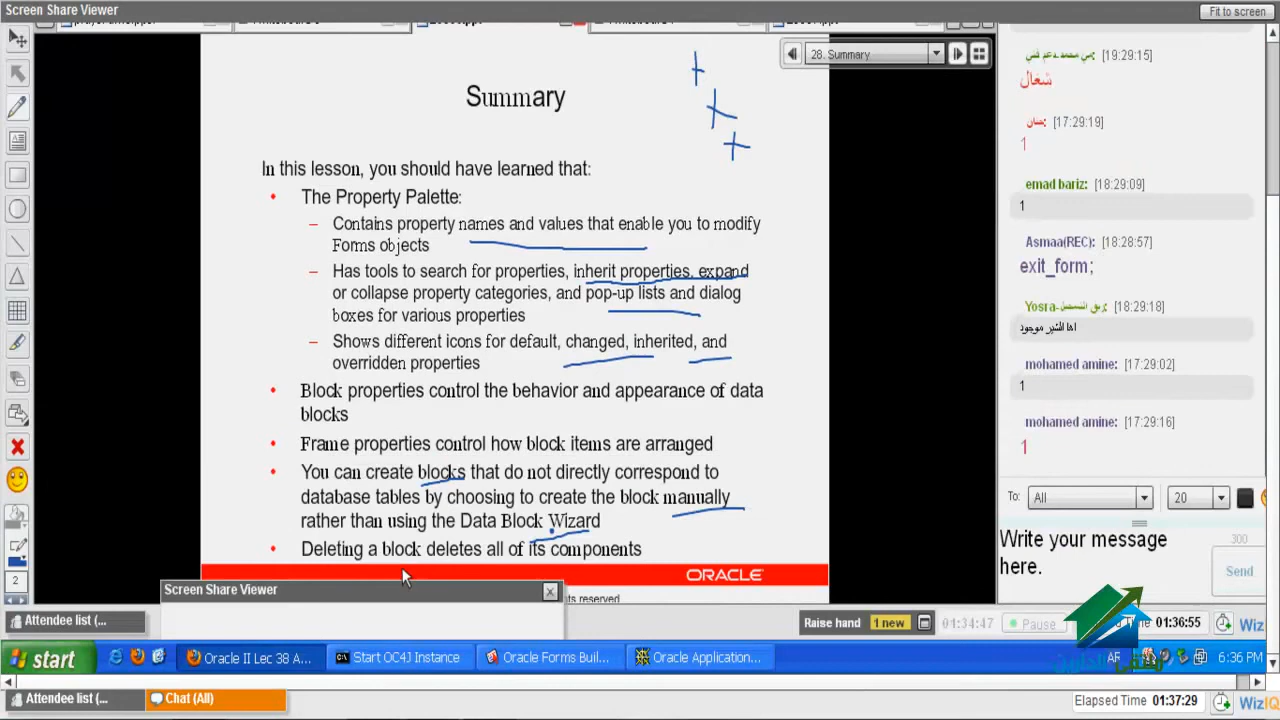 Screen Share Viewer
Fit to screen
28. Summary
Summary
In this lesson, you should have learned that:
• The Property Palette:
– Contains property names and values that enable you to modify
Forms objects
– Has tools to search for properties, inherit properties, expand
or collapse property categories, and pop-up lists and dialog
boxes for various properties
– Shows different icons for default, changed, inherited, and
overridden properties
• Block properties control the behavior and appearance of data
blocks
• Frame properties control how block items are arranged
• You can create blocks that do not directly correspond to
database tables by choosing to create the block manually
rather than using the Data Block Wizard
• Deleting a block deletes all of its components
ORACLE
hts reserved
Screen Share Viewer
2
[19:29:15]
شغال
[17:29:19]
1
emad bariz: [18:29:09]
1
Asmaa(REC): [18:28:57]
exit_form;
[18:29:18]
mohamed amine: [17:29:02]
1
mohamed amine: [17:29:16]
1
To: All 20
Write your message
here.
300
Send
Attendee list (...
Raise hand 1 new
01:34:47
Pause
Time 01:36:55
Wiz
start
Oracle II Lec 38 A...
Start OC4J Instance
Oracle Forms Buil...
Oracle Application...
AR
6:36 PM
Attendee list (...
Chat (All)
Elapsed Time 01:37:29
WizIQ